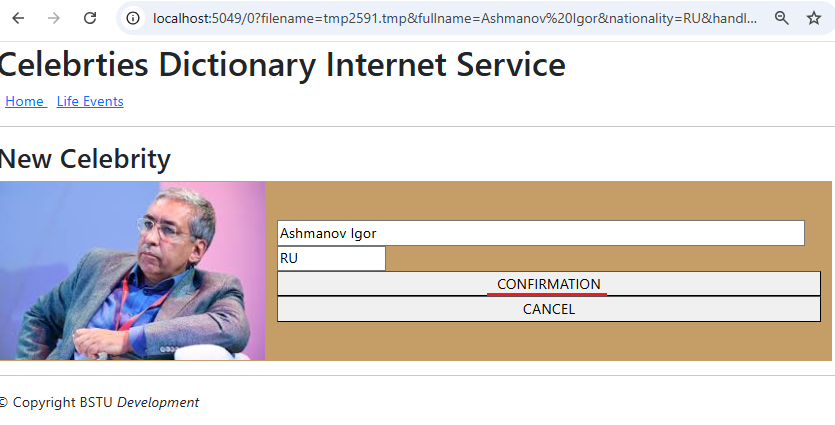 localhost:5049/0?filename=tmp2591.tmp&fullname=Ashmanov%20Igor&nationality=RU&handl...
Celebrties Dictionary Internet Service
Home Life Events
New Celebrity
Ashmanov Igor
RU
CONFIRMATION
CANCEL
© Copyright BSTU Development